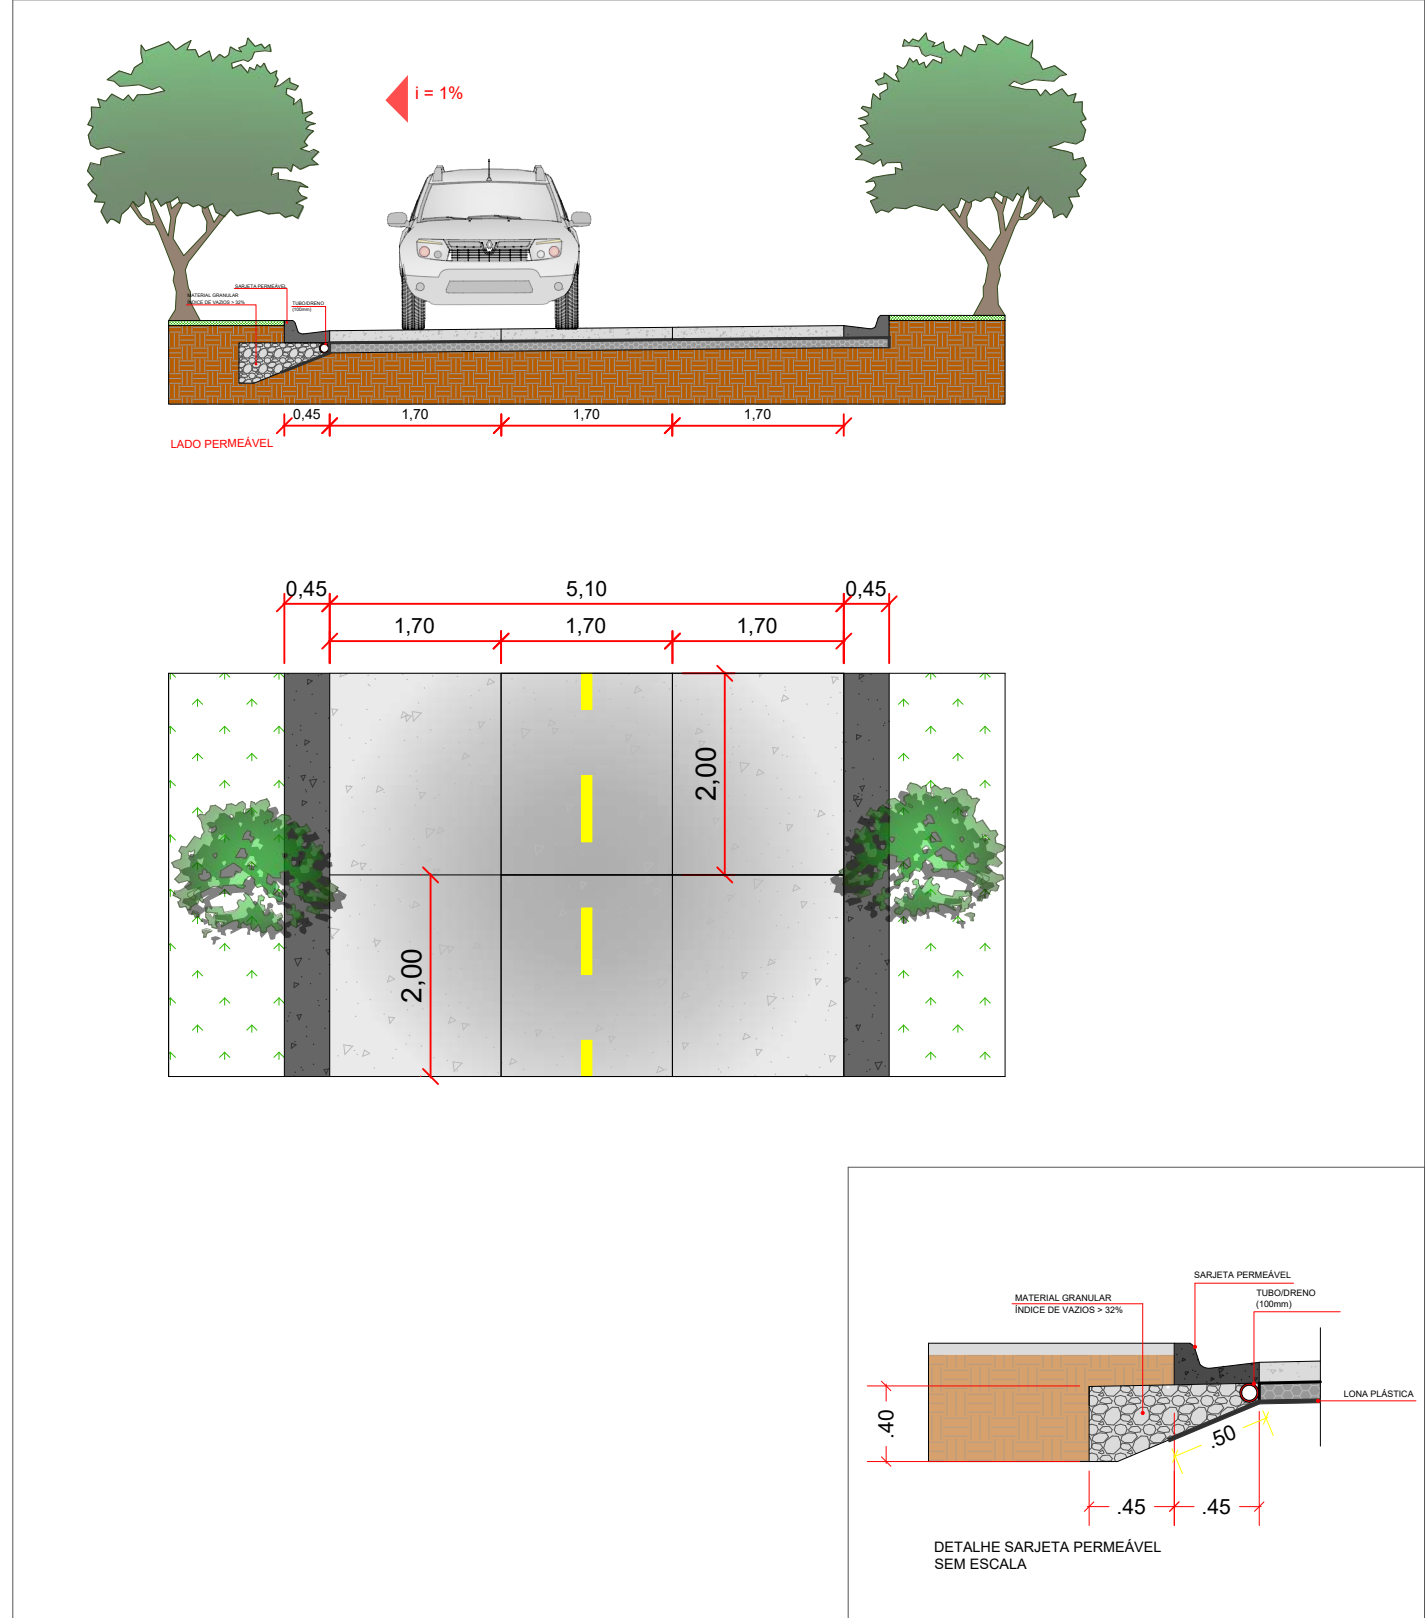 i = 1%
SARJETA PERMEÁVEL
MATERIAL GRANULAR
ÍNDICE DE VAZIOS > 32%
TUBO/DRENO
(100mm)
0,45
1,70
1,70
1,70
LADO PERMEÁVEL
0,45
5,10
0,45
1,70
1,70
1,70
2,00
2,00
SARJETA PERMEÁVEL
MATERIAL GRANULAR
ÍNDICE DE VAZIOS > 32%
TUBO/DRENO
(100mm)
LONA PLÁSTICA
.40
.50
.45
.45
DETALHE SARJETA PERMEÁVEL
SEM ESCALA